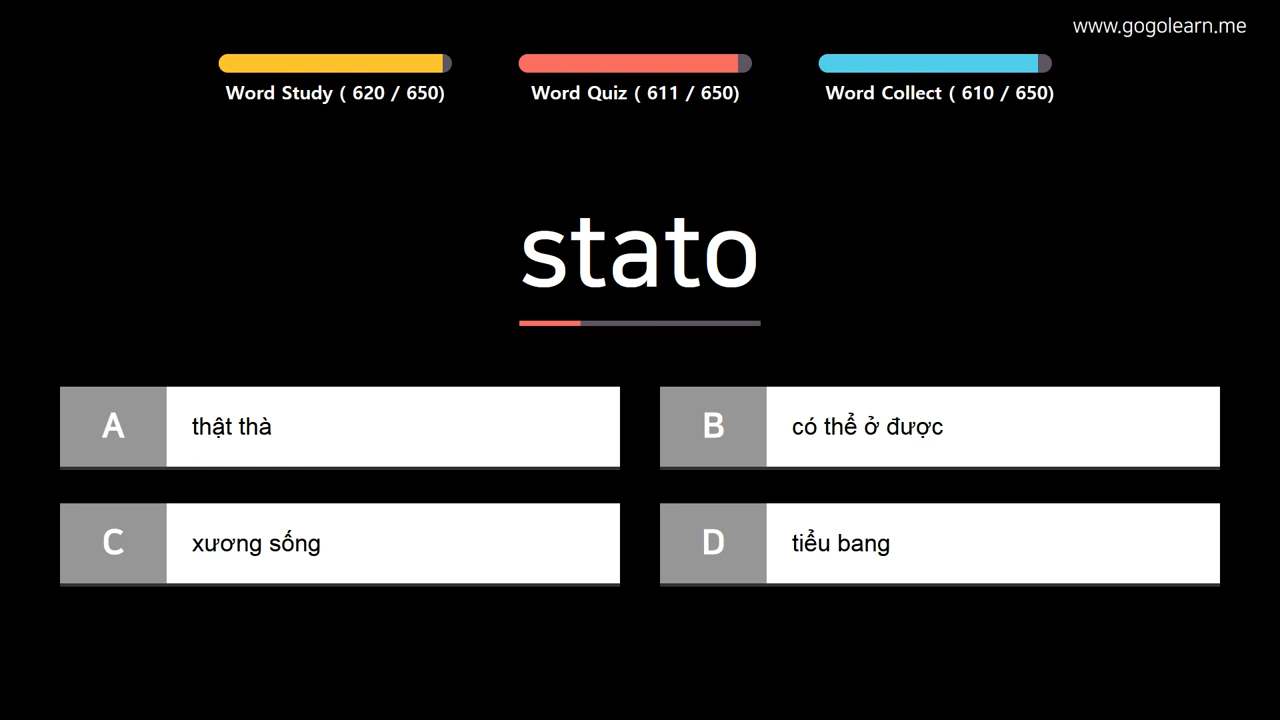 www.gogolearn.me
Word Study ( 620 / 650)
Word Quiz ( 611 / 650)
Word Collect ( 610 / 650)
stato
A
thật thà
B
có thể ở được
C
xương sống
D
tiểu bang